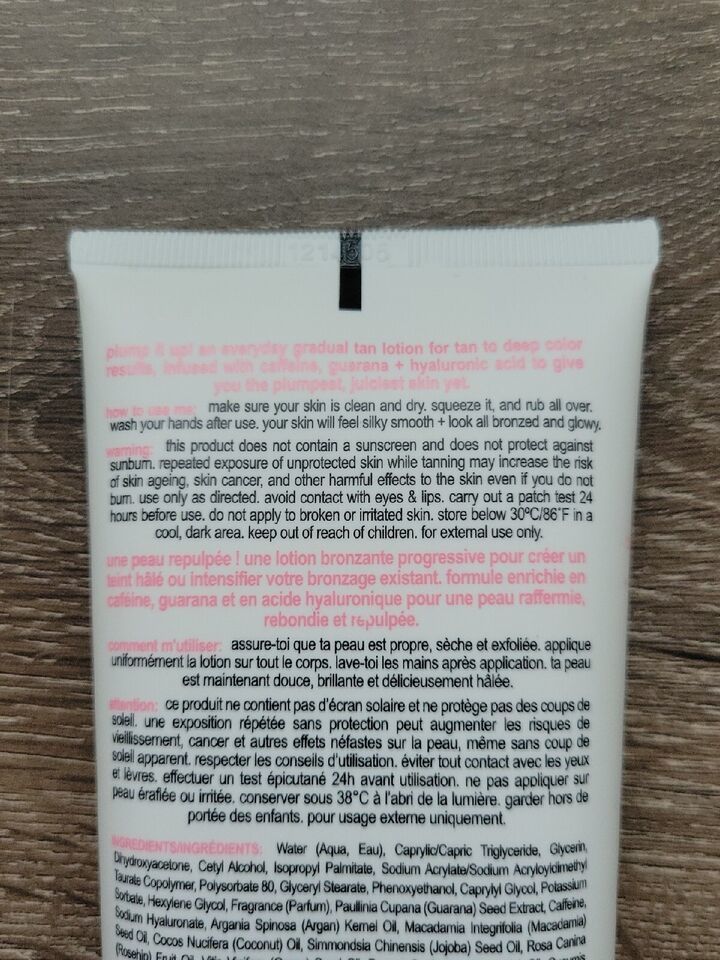 plump it up! an everyday gradual tan lotion for tan to deep color
results, infused with caffeine, guarana + hyaluronic acid to give
you the plumpest, juiciest skin yet.
how to use me: make sure your skin is clean and dry. squeeze it, and rub all over.
wash your hands after use. your skin will feel silky smooth + look all bronzed and glowy.
warning: this product does not contain a sunscreen and does not protect against
sunburn. repeated exposure of unprotected skin while tanning may increase the risk
of skin ageing, skin cancer, and other harmful effects to the skin even if you do not
burn. use only as directed. avoid contact with eyes & lips. carry out a patch test 24
hours before use. do not apply to broken or irritated skin. store below 30°C/86°F in a
cool, dark area. keep out of reach of children. for external use only.
une peau repulpée ! une lotion bronzante progressive pour créer un
teint hâlé ou intensifier votre bronzage existant. formule enrichie en
caféine, guarana et en acide hyaluronique pour une peau raffermie,
rebondie et repulpée.
comment m'utiliser: assure-toi que ta peau est propre, sèche et exfoliée. applique
uniformément la lotion sur tout le corps. lave-toi les mains après application. ta peau
est maintenant douce, brillante et délicieusement hâlée.
attention: ce produit ne contient pas d'écran solaire et ne protège pas des coups de
soleil. une exposition répétée sans protection peut augmenter les risques de
vieillissement, cancer et autres effets néfastes sur la peau, même sans coup de
soleil apparent. respecter les conseils d'utilisation. éviter tout contact avec les yeux
et lèvres. effectuer un test épicutané 24h avant utilisation. ne pas appliquer sur
peau éraflée ou irritée. conserver sous 38°C à l'abri de la lumière. garder hors de
portée des enfants. pour usage externe uniquement.
INGREDIENTS/INGRÉDIENTS: Water (Aqua, Eau), Caprylic/Capric Triglyceride, Glycerin,
Dihydroxyacetone, Cetyl Alcohol, Isopropyl Palmitate, Sodium Acrylate/Sodium Acryloyldimethyl
Taurate Copolymer, Polysorbate 80, Glyceryl Stearate, Phenoxyethanol, Caprylyl Glycol, Potassium
Sorbate, Hexylene Glycol, Fragrance (Parfum), Paullinia Cupana (Guarana) Seed Extract, Caffeine,
Sodium Hyaluronate, Argania Spinosa (Argan) Kernel Oil, Macadamia Integrifolia (Macadamia)
Seed Oil, Cocos Nucifera (Coconut) Oil, Simmondsia Chinensis (Jojoba) Seed Oil, Rosa Canina
(Rosehip) Fruit Oil,